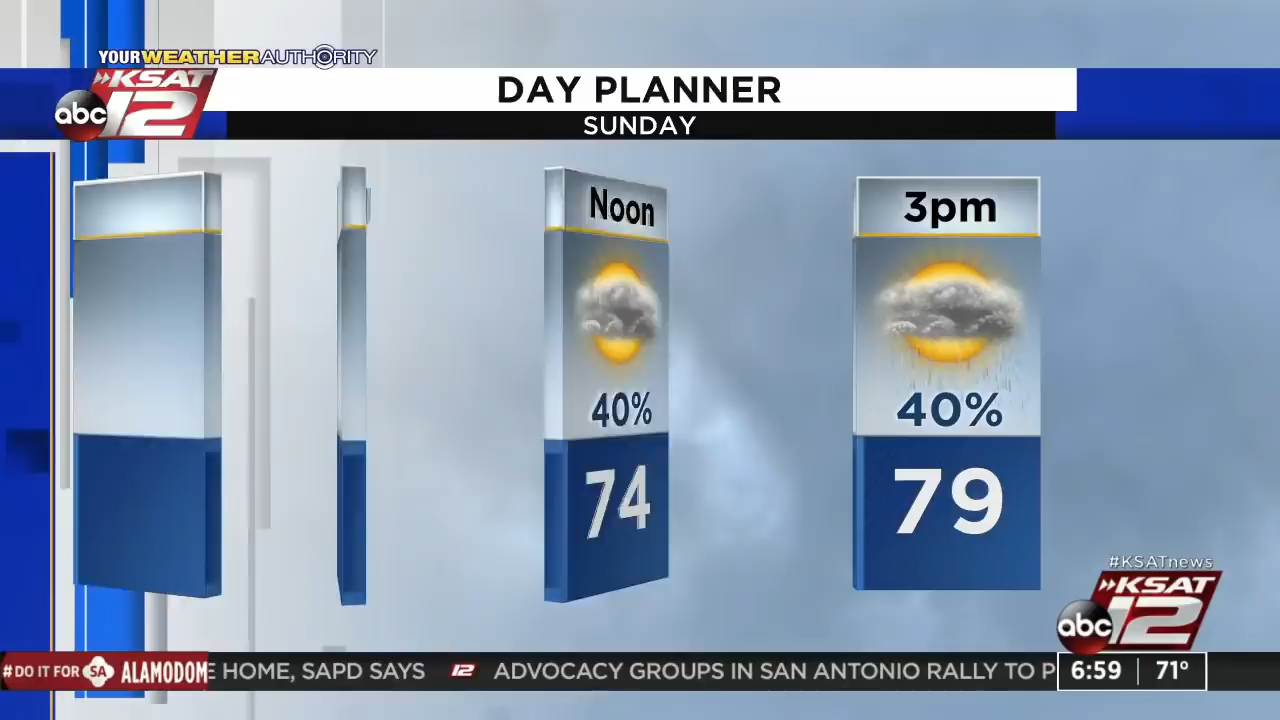 YOURWEATHERAUTHORITY
KSAT
abc 12
DAY PLANNER
SUNDAY
Noon
40%
74
3pm
40%
79
#KSATnews
KSAT
abc 12
#DO IT FOR SA ALAMODOM
E HOME, SAPD SAYS 12 ADVOCACY GROUPS IN SAN ANTONIO RALLY TO P
6:59 71°